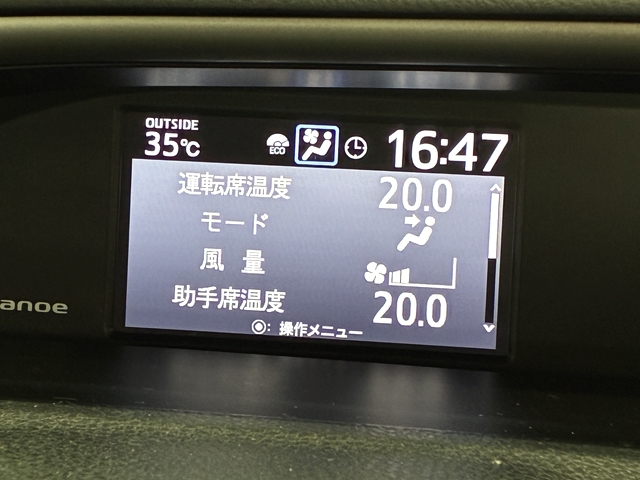 OUTSIDE
35℃
ECO
16:47
運転席温度 20.0
モード
風 量
助手席温度 20.0
anoe
◉: 操作メニュー